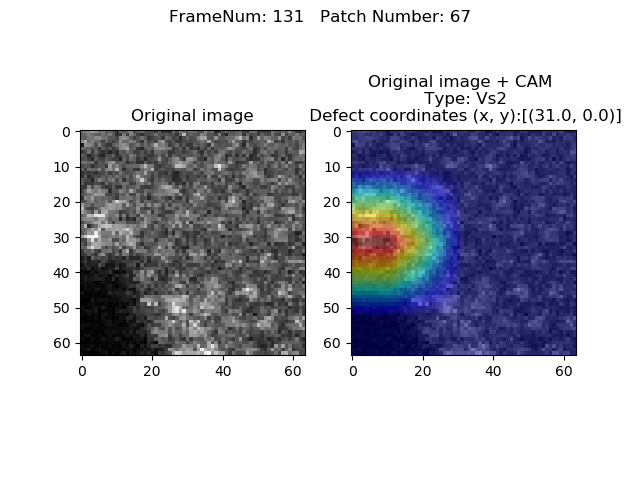 FrameNum: 131   Patch Number: 67
Original image
0
10
20
30
40
50
60
0 20 40 60
Original image + CAM
Type: Vs2
Defect coordinates (x, y):[(31.0, 0.0)]
0
10
20
30
40
50
60
0 20 40 60